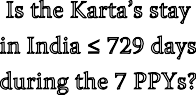 Is the Karta’s stay
in India ≤ 729 days
during the 7 PPYs?